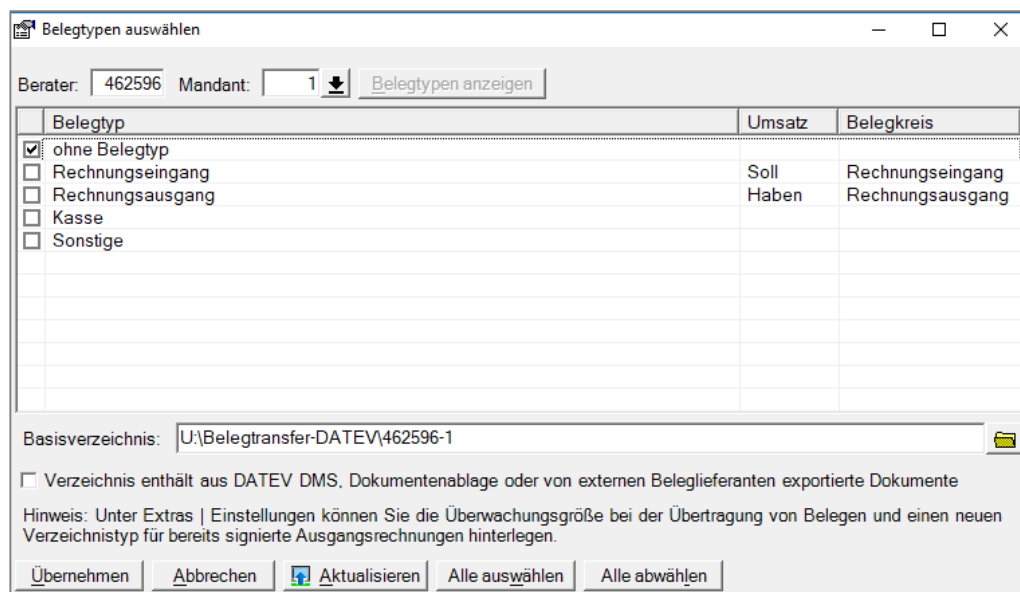 Belegtypen auswählen
Berater: 462596 Mandant: 1 Belegtypen anzeigen
Belegtyp Umsatz Belegkreis
ohne Belegtyp
Rechnungseingang Soll Rechnungseingang
Rechnungsausgang Haben Rechnungsausgang
Kasse
Sonstige
Basisverzeichnis: U:\Belegtransfer-DATEV\462596-1
Verzeichnis enthält aus DATEV DMS, Dokumentenablage oder von externen Beleglieferanten exportierte Dokumente
Hinweis: Unter Extras | Einstellungen können Sie die Überwachungsgröße bei der Übertragung von Belegen und einen neuen
Verzeichnistyp für bereits signierte Ausgangsrechnungen hinterlegen.
Übernehmen Abbrechen Aktualisieren Alle auswählen Alle abwählen